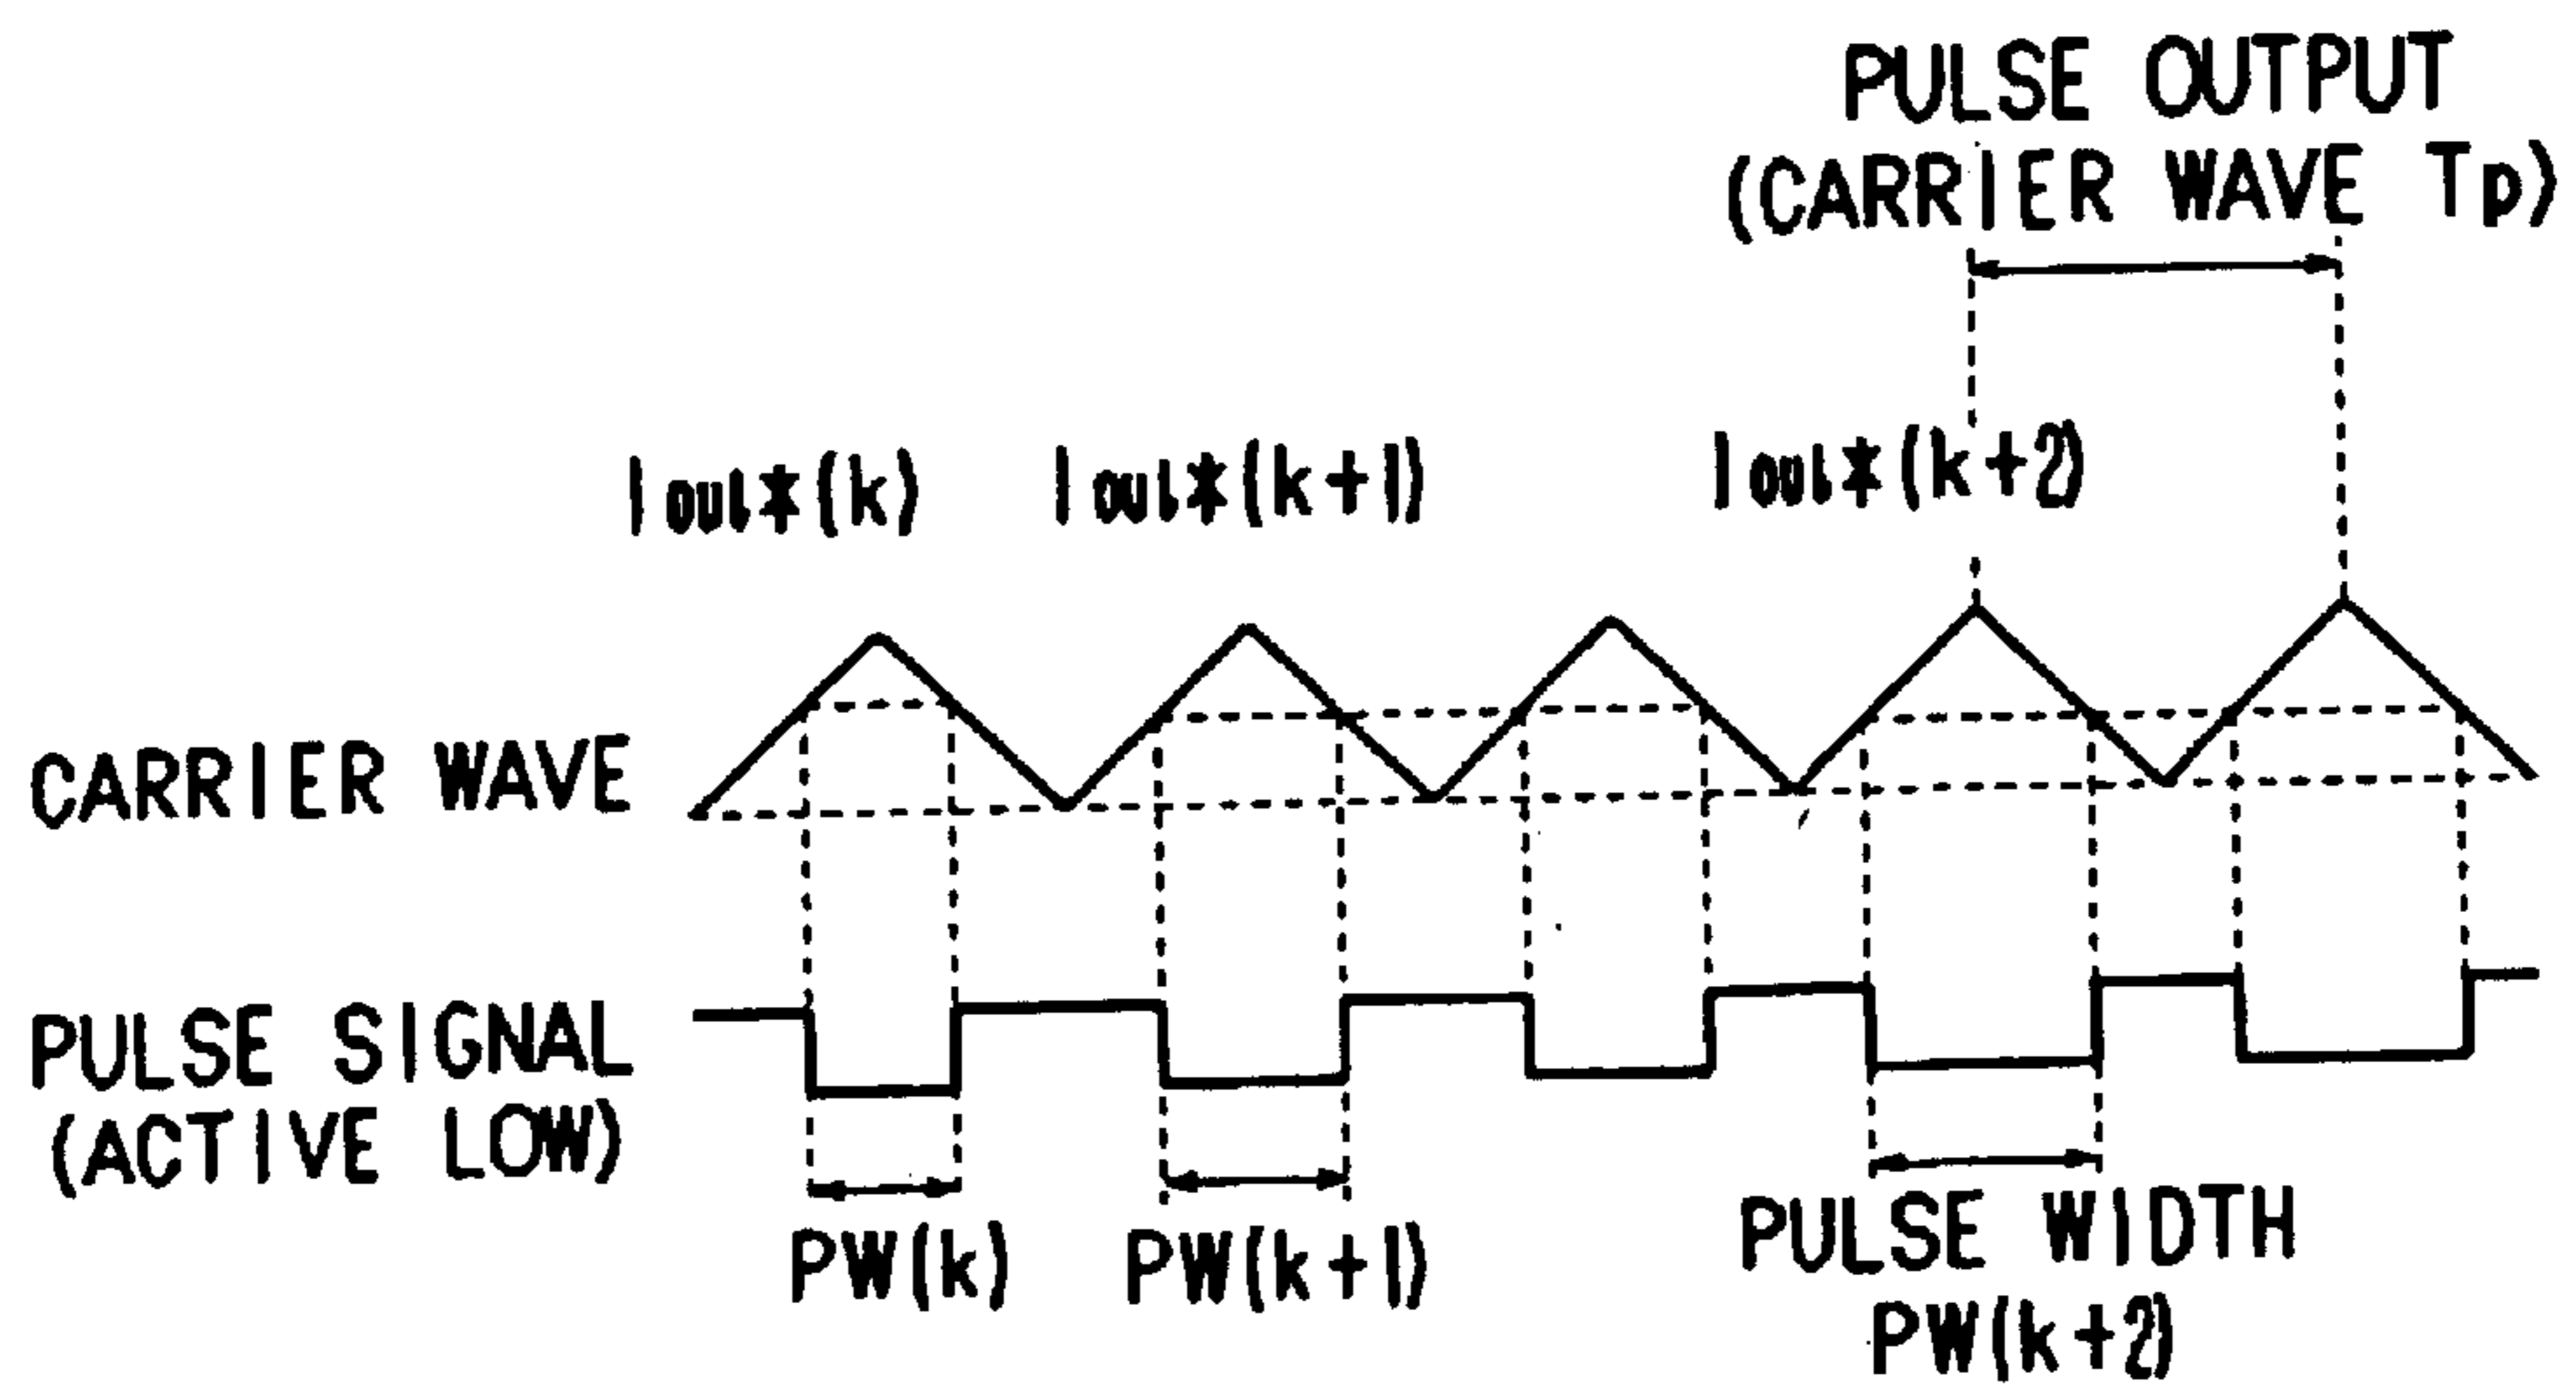 PULSE OUTPUT
(CARRIER WAVE Tp)
Iout*(k)
Iout*(k+1)
Iout*(k+2)
CARRIER WAVE
PULSE SIGNAL
(ACTIVE LOW)
PW(k)
PW(k+1)
PULSE WIDTH
PW(k+2)